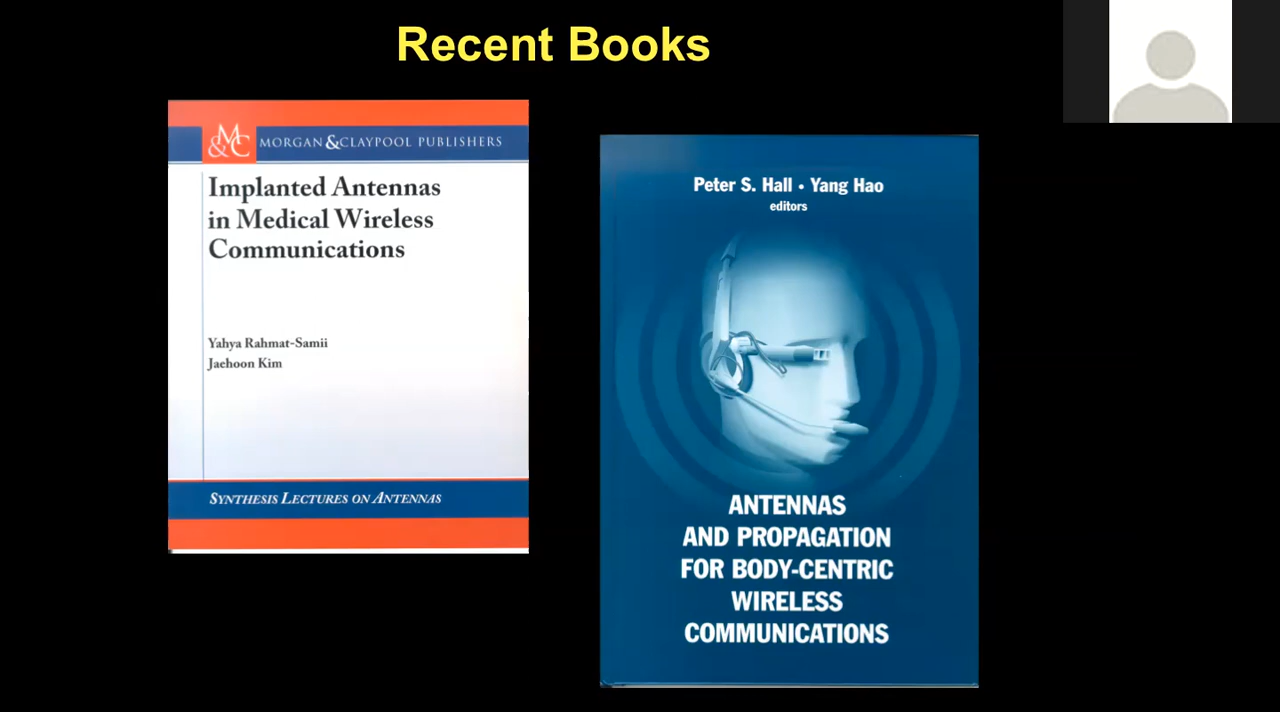 Recent Books
M
&C
MORGAN &CLAYPOOL PUBLISHERS
Implanted Antennas
in Medical Wireless
Communications
Yahya Rahmat-Samii
Jaehoon Kim
SYNTHESIS LECTURES ON ANTENNAS
Peter S. Hall • Yang Hao
editors
ANTENNAS
AND PROPAGATION
FOR BODY-CENTRIC
WIRELESS
COMMUNICATIONS